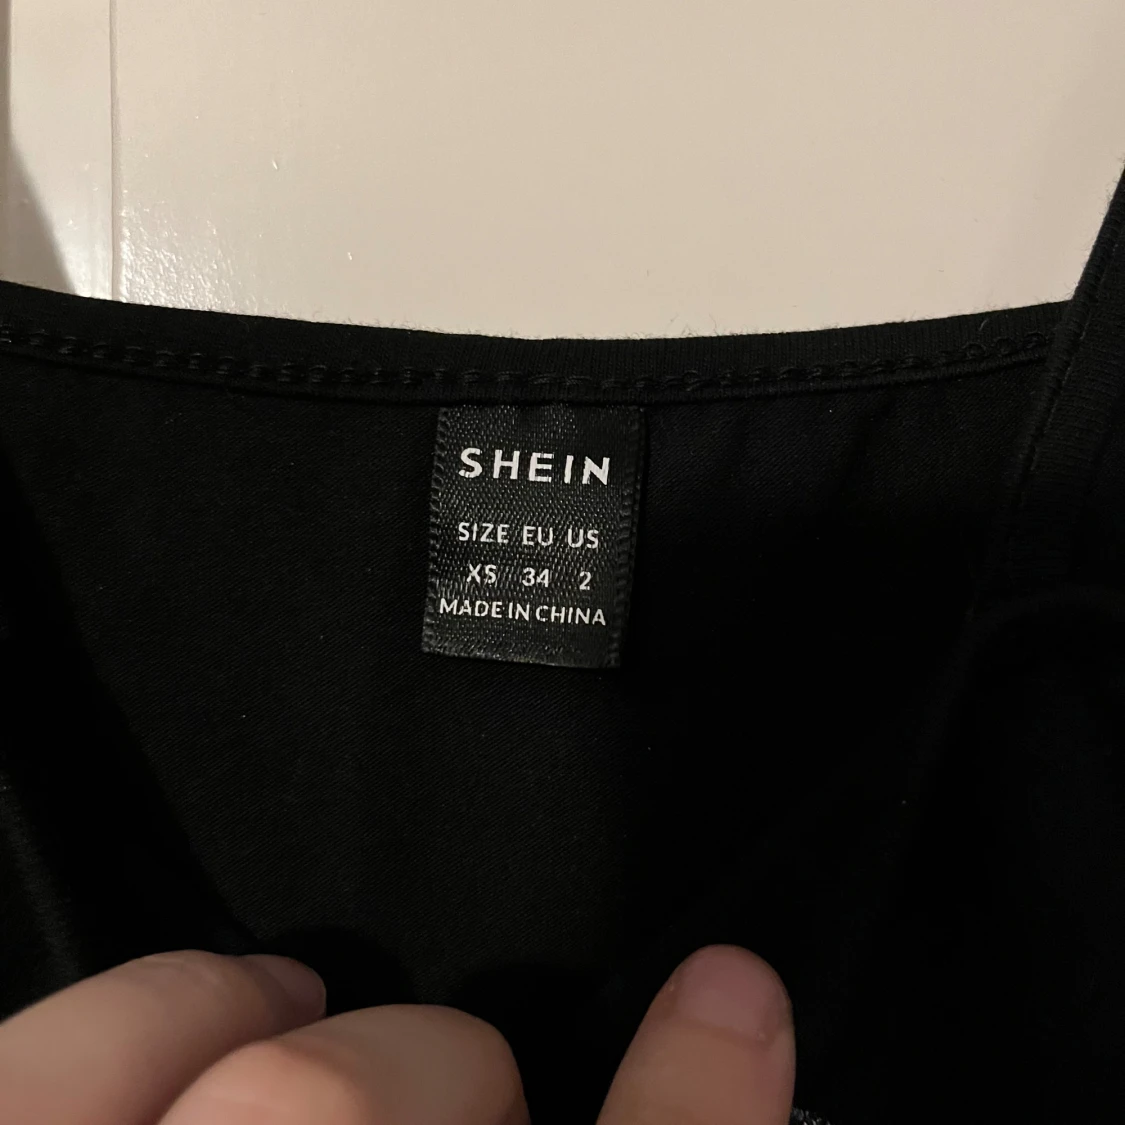 SHEIN
SIZE EU US
XS 34 2
MADE IN CHINA